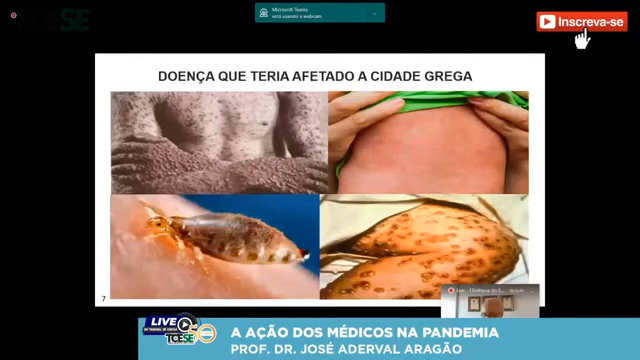 TCESE
Microsoft Teams
está usando a webcam
Inscreva-se
DOENÇA QUE TERIA AFETADO A CIDADE GREGA
7
LIVE
TCESE
A AÇÃO DOS MÉDICOS NA PANDEMIA
PROF. DR. JOSÉ ADERVAL ARAGÃO